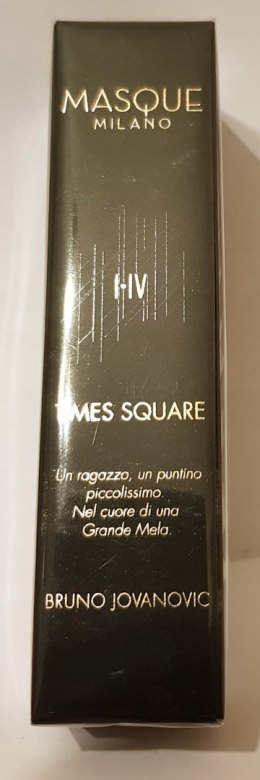 MASQUE
MILANO
I·IV
TIMES SQUARE
Un ragazzo, un puntino
piccolissimo.
Nel cuore di una
Grande Mela.
BRUNO JOVANOVIC